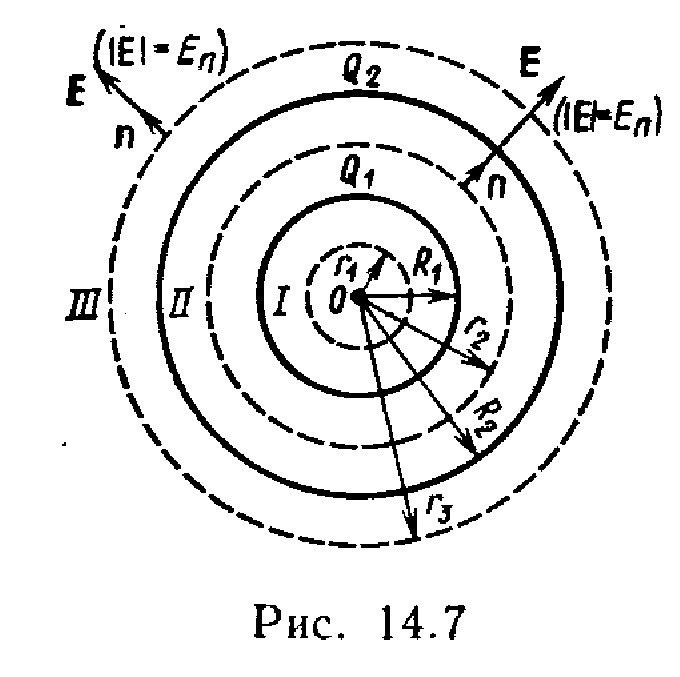 (|E|=Eₙ)
E
n
Q₂
E
(|E|=Eₙ)
n
Q₁
r₁
R₁
III
II
I
O
r₂
R₂
r₃
Рис. 14.7